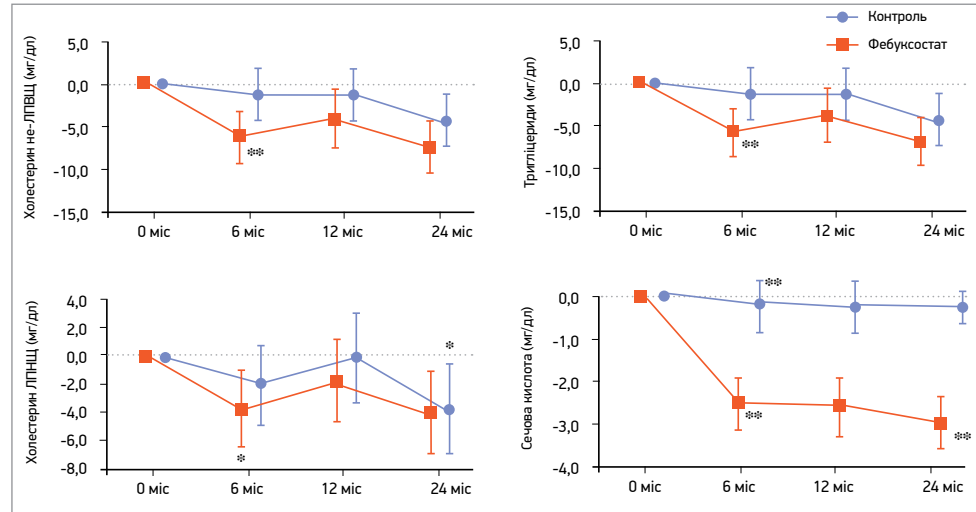 Контроль
Фебуксостат
Холестерин не-ЛПВЩ (мг/дл)
5,0
0,0
-5,0
-10,0
-15,0
**
0 міс 6 міс 12 міс 24 міс
Тригліцериди (мг/дл)
5,0
0,0
-5,0
-10,0
-15,0
**
0 міс 6 міс 12 міс 24 міс
Холестерин ЛПНЩ (мг/дл)
4,0
2,0
0,0
-2,0
-4,0
-6,0
-8,0
*
*
0 міс 6 міс 12 міс 24 міс
Сечова кислота (мг/дл)
0,0
-1,0
-2,0
-3,0
-4,0
**
**
**
0 міс 6 міс 12 міс 24 міс